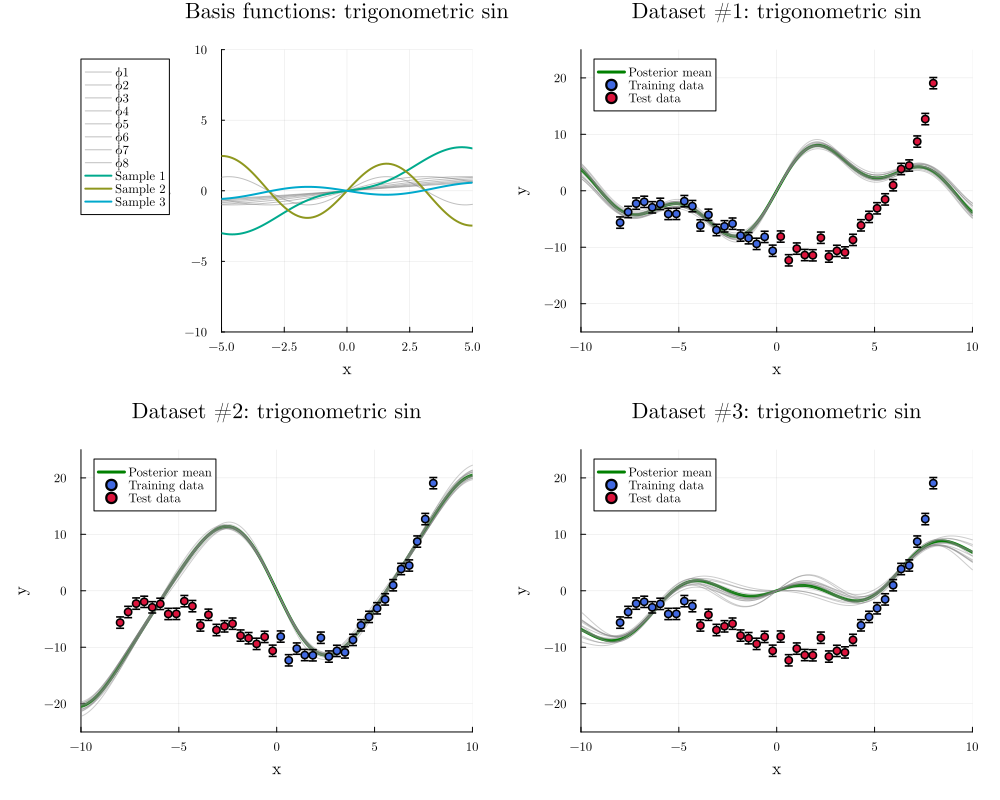 Basis functions: trigonometric sin
10
5
0
−5
−10
−5.0 −2.5 0.0 2.5 5.0
x
ϕ1
ϕ2
ϕ3
ϕ4
ϕ5
ϕ6
ϕ7
ϕ8
Sample 1
Sample 2
Sample 3
Dataset #1: trigonometric sin
Posterior mean
Training data
Test data
20
10
0
−10
−20
y
−10 −5 0 5 10
x
Dataset #2: trigonometric sin
Posterior mean
Training data
Test data
20
10
0
−10
−20
y
−10 −5 0 5 10
x
Dataset #3: trigonometric sin
Posterior mean
Training data
Test data
20
10
0
−10
−20
y
−10 −5 0 5 10
x